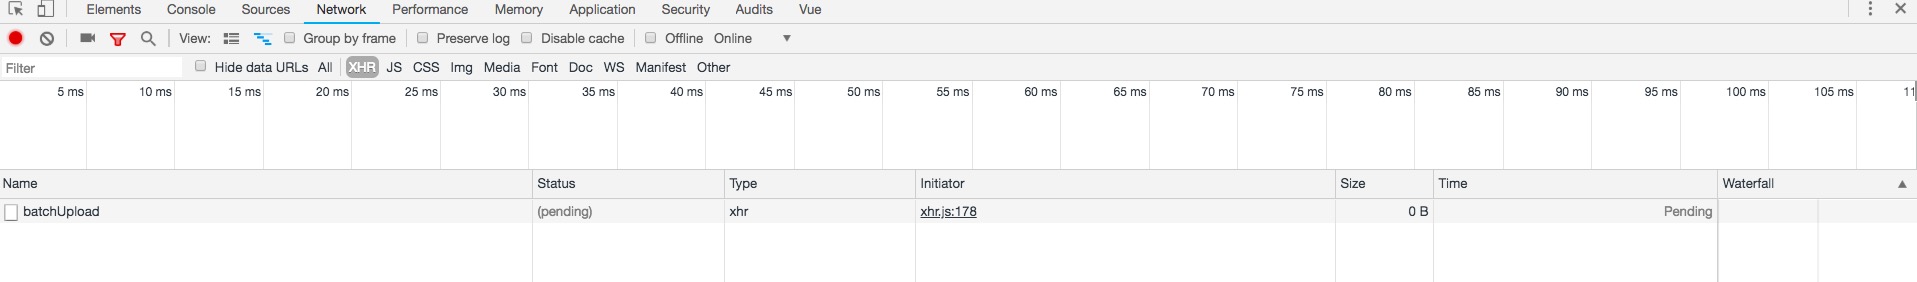 Elements Console Sources Network Performance Memory Application Security Audits Vue
View: Group by frame Preserve log Disable cache Offline Online
Filter Hide data URLs All XHR JS CSS Img Media Font Doc WS Manifest Other
5 ms 10 ms 15 ms 20 ms 25 ms 30 ms 35 ms 40 ms 45 ms 50 ms 55 ms 60 ms 65 ms 70 ms 75 ms 80 ms 85 ms 90 ms 95 ms 100 ms 105 ms 11
Name Status Type Initiator Size Time Waterfall
batchUpload (pending) xhr xhr.js:178 0 B Pending